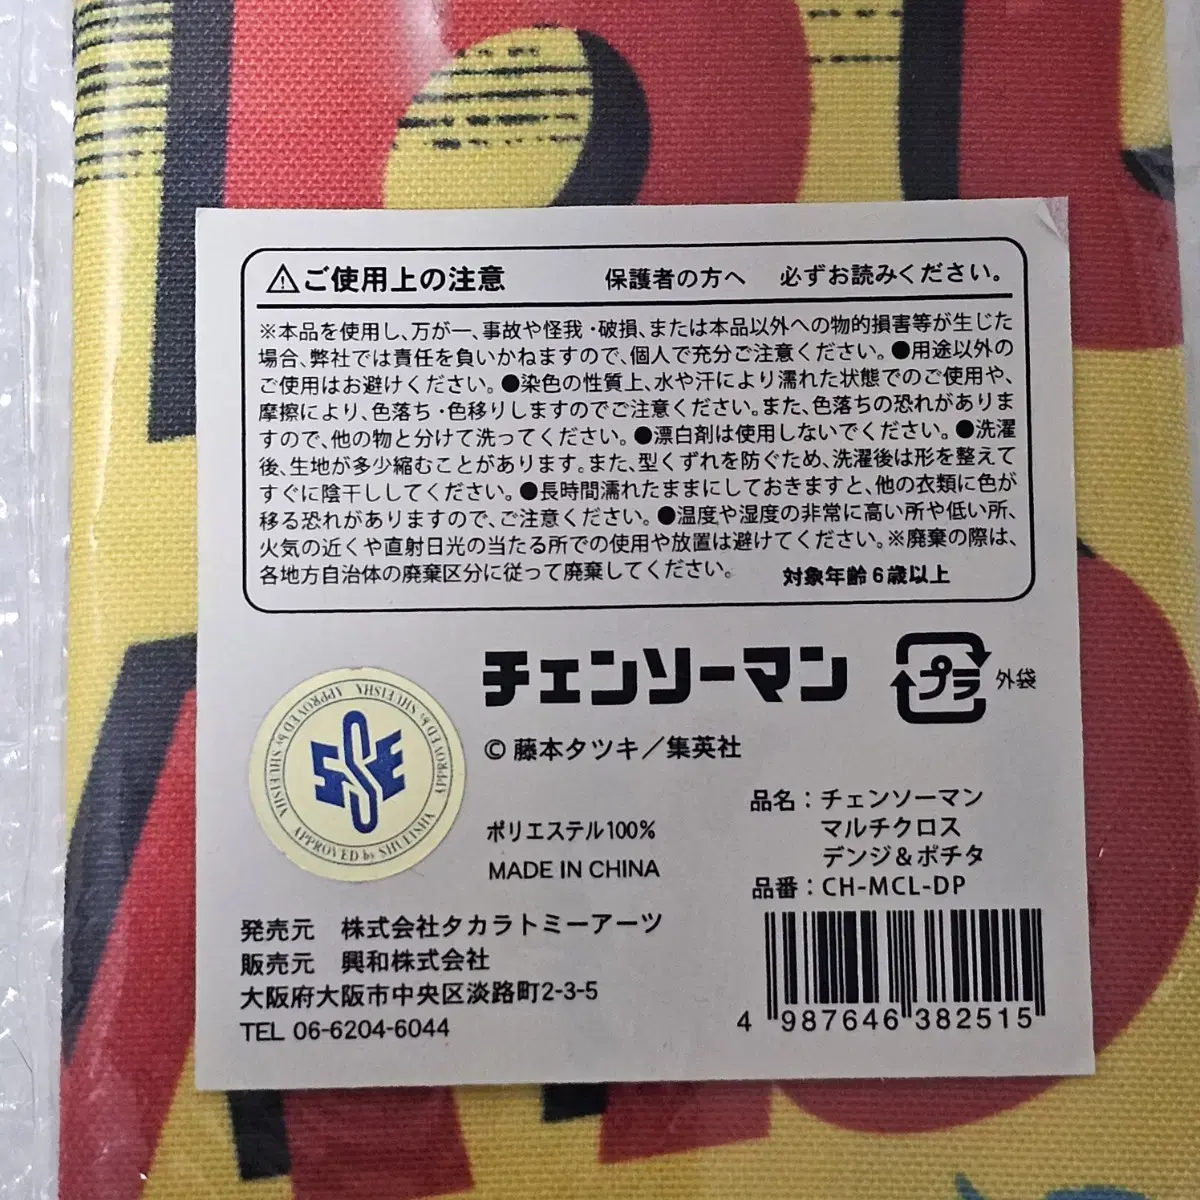 ⚠ご使用上の注意 保護者の方へ 必ずお読みください。
※本品を使用し、万が一、事故や怪我・破損、または本品以外への物的損害等が生じた
場合、弊社では責任を負いかねますので、個人で充分ご注意ください。●用途以外の
ご使用はお避けください。●染色の性質上、水や汗により濡れた状態でのご使用や、
摩擦により、色落ち・色移りしますのでご注意ください。また、色落ちの恐れがありま
すので、他の物と分けて洗ってください。●漂白剤は使用しないでください。●洗濯
後、生地が多少縮むことがあります。また、型くずれを防ぐため、洗濯後は形を整えて
すぐに陰干ししてください。●長時間濡れたままにしておきますと、他の衣類に色が
移る恐れがありますので、ご注意ください。●温度や湿度の非常に高い所や低い所、
火気の近くや直射日光の当たる所での使用や放置は避けてください。※廃棄の際は、
各地方自治体の廃棄区分に従って廃棄してください。 対象年齢6歳以上
チェンソーマン
プラ 外袋
© 藤本タツキ／集英社
APPROVED by SHUEISHA APPROVED by SHUEISHA APPROVED by SHUEISHA
SSE
ポリエステル100%
MADE IN CHINA
品名：チェンソーマン
マルチクロス
デンジ＆ポチタ
品番：CH-MCL-DP
発売元 株式会社タカラトミーアーツ
販売元 興和株式会社
大阪府大阪市中央区淡路町2-3-5
TEL 06-6204-6044
4 987646 382515